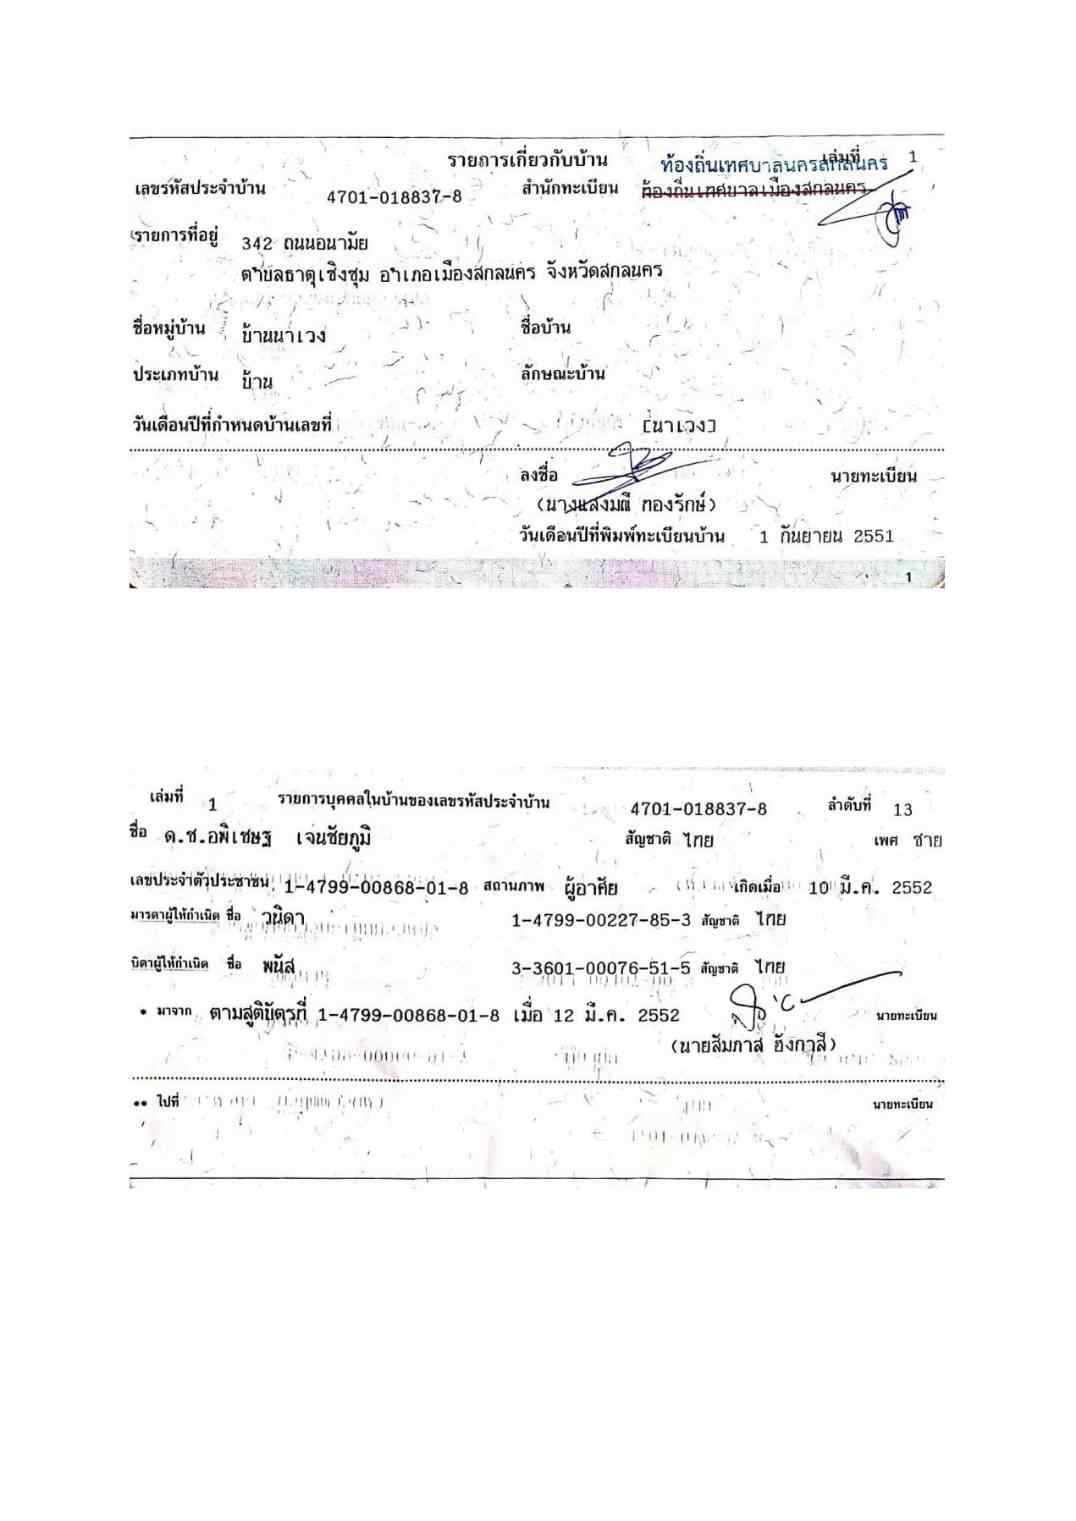 รายการเกี่ยวกับบ้าน ท้องถิ่นเทศบาลนครสกลนคร เล่มที่ 1
เลขรหัสประจำบ้าน 4701-018837-8 สำนักทะเบียน ท้องถิ่นเทศบาลเมืองสกลนคร
รายการที่อยู่ 342 ถนนอนามัย
ตำบลธาตุเชิงชุม อำเภอเมืองสกลนคร จังหวัดสกลนคร
ชื่อหมู่บ้าน บ้านนาเวง ชื่อบ้าน
ประเภทบ้าน บ้าน ลักษณะบ้าน
วันเดือนปีที่กำหนดบ้านเลขที่ [นาเวง]
ลงชื่อ นายทะเบียน
(นางแสงมณี ทองรักษ์)
วันเดือนปีที่พิมพ์ทะเบียนบ้าน 1 กันยายน 2551
1
เล่มที่ 1 รายการบุคคลในบ้านของเลขรหัสประจำบ้าน 4701-018837-8 ลำดับที่ 13
ชื่อ ด.ช.อพิเชษฐ เจนชัยภูมิ สัญชาติ ไทย เพศ ชาย
เลขประจำตัวประชาชน 1-4799-00868-01-8 สถานภาพ ผู้อาศัย เกิดเมื่อ 10 มี.ค. 2552
มารดาผู้ให้กำเนิด ชื่อ วนิดา 1-4799-00227-85-3 สัญชาติ ไทย
บิดาผู้ให้กำเนิด ชื่อ พนัส 3-3601-00076-51-5 สัญชาติ ไทย
* มาจาก ตามสูติบัตรที่ 1-4799-00868-01-8 เมื่อ 12 มี.ค. 2552 นายทะเบียน
(นายสัมภาส อังกาสี)
** ไปที่ นายทะเบียน